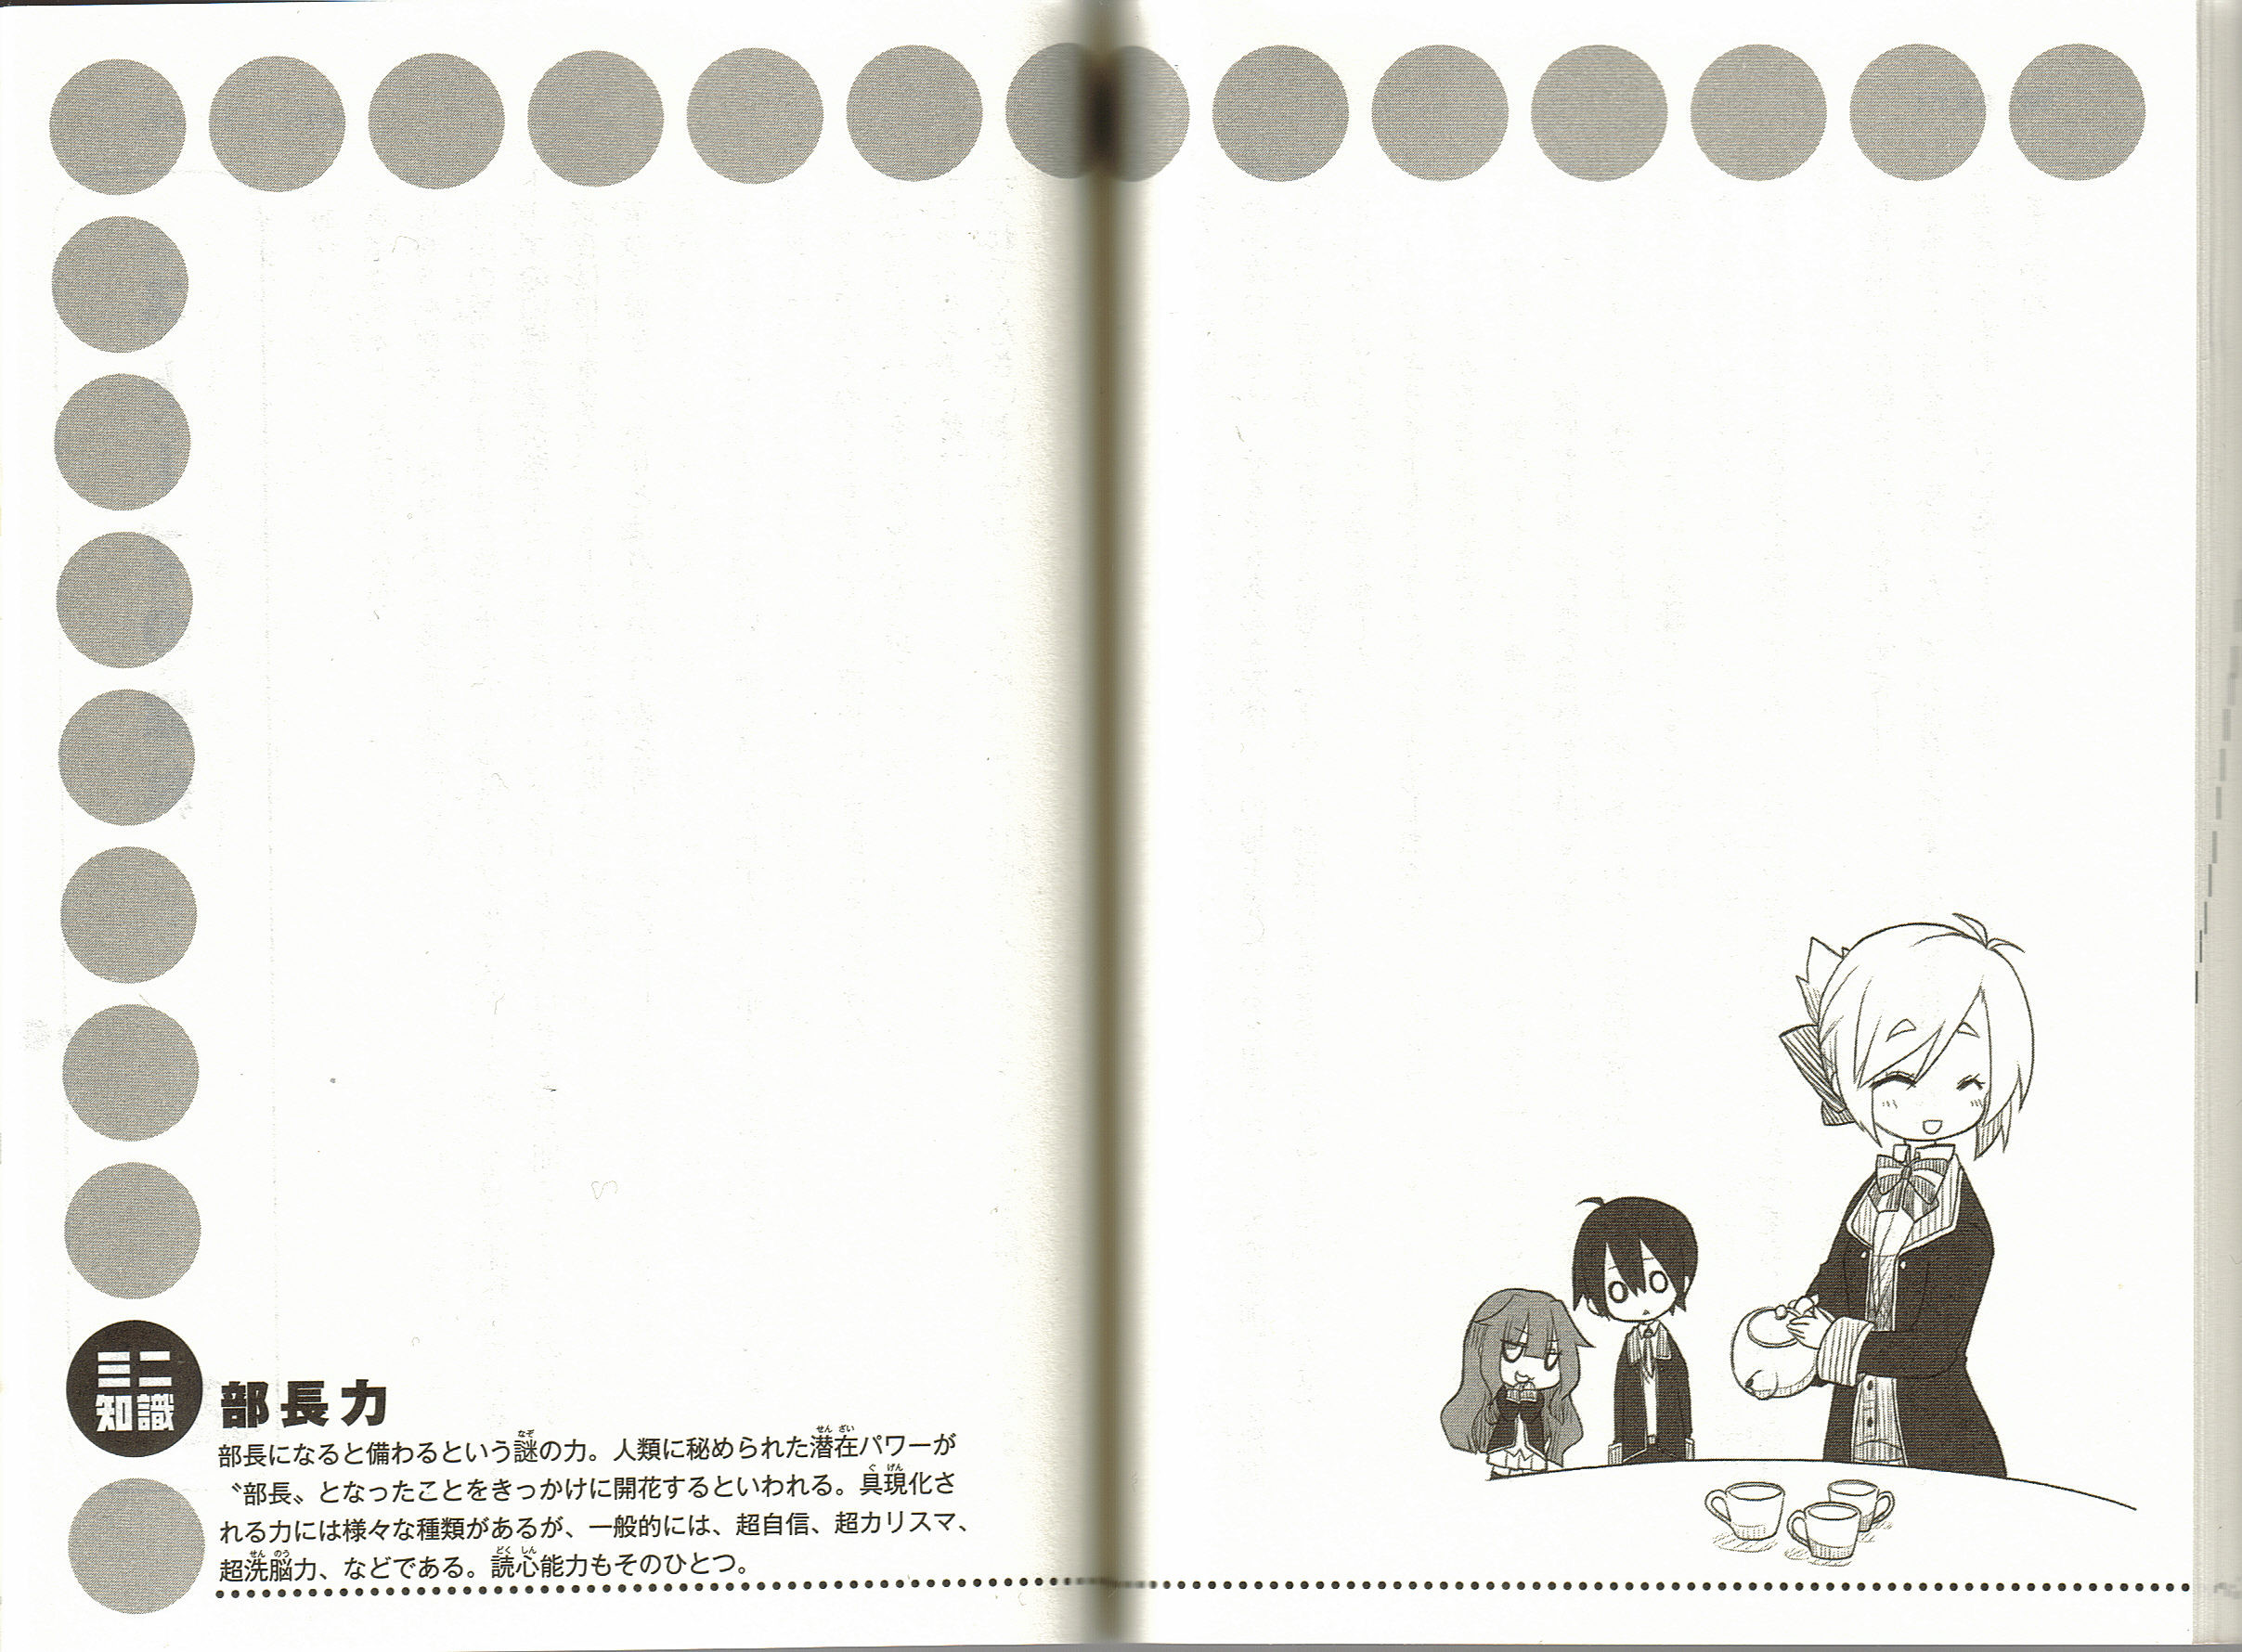 ミニ
知識
部長力
部長になると備わるという謎の力。人類に秘められた潜在パワーが
〝部長〟となったことをきっかけに開花するといわれる。具現化さ
れる力には様々な種類があるが、一般的には、超自信、超カリスマ、
超洗脳力、などである。読心能力もそのひとつ。